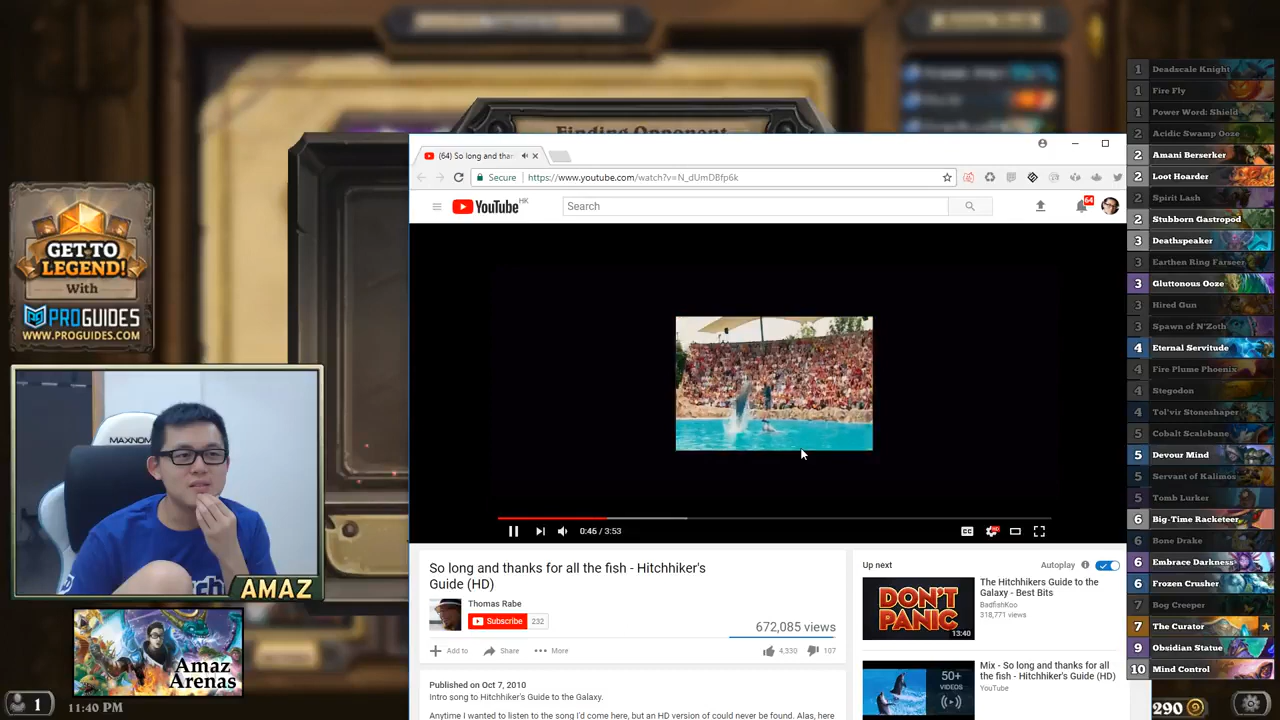 Finding Opponent
GET TO
LEGEND!
With
PROGUIDES
WWW.PROGUIDES.COM
MAXNOM
AMAZ
Amaz
Arenas
1
11:40 PM
(64) So long and than
Secure
https://www.youtube.com/watch?v=N_dUmDBfp6k
YouTube HK
Search
64
0:46 / 3:53
CC
HD
So long and thanks for all the fish - Hitchhiker's
Guide (HD)
Thomas Rabe
Subscribe 232
672,085 views
Add to
Share
More
4,330
107
Published on Oct 7, 2010
Intro song to Hitchhiker's Guide to the Galaxy.
Anytime I wanted to listen to the song I'd come here, but an HD version of could never be found. Alas, here
Up next
Autoplay
DON'T
PANIC
13:40
The Hitchhikers Guide to the
Galaxy - Best Bits
BadfishKoo
318,771 views
50+
VIDEOS
Mix - So long and thanks for all
the fish - Hitchhiker's Guide (HD)
YouTube
1 Deadscale Knight
1 Fire Fly
1 Power Word: Shield
2 Acidic Swamp Ooze
2 Amani Berserker
2 Loot Hoarder
2 Spirit Lash
2 Stubborn Gastropod
3 Deathspeaker
3 Earthen Ring Farseer
3 Gluttonous Ooze
3 Hired Gun
3 Spawn of N'Zoth
4 Eternal Servitude
4 Fire Plume Phoenix
4 Stegodon
4 Tol'vir Stoneshaper
5 Cobalt Scalebane
5 Devour Mind
5 Servant of Kalimos
5 Tomb Lurker
6 Big-Time Racketeer
6 Bone Drake
6 Embrace Darkness
6 Frozen Crusher
7 Bog Creeper
7 The Curator
9 Obsidian Statue
10 Mind Control
290